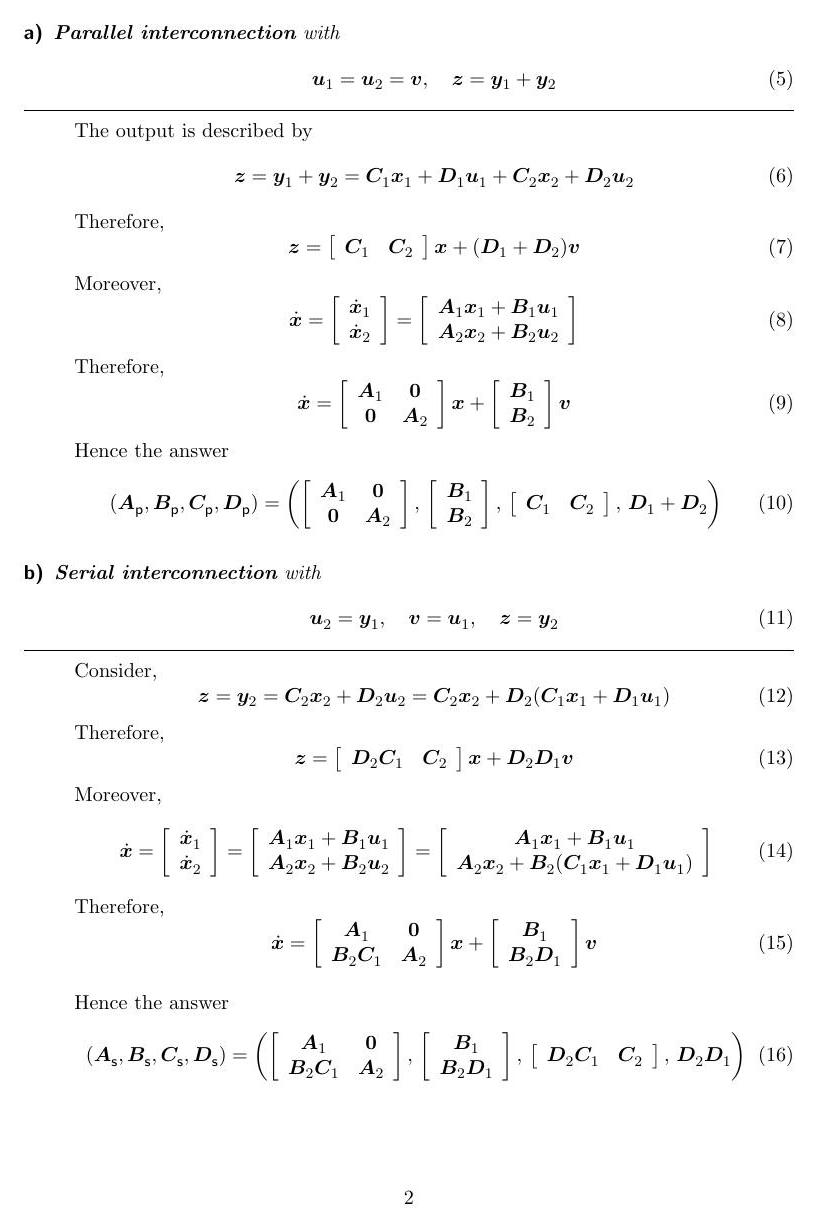 a) Parallel interconnection with
u₁ = u₂ = v, z = y₁ + y₂ (5)
The output is described by
z = y₁ + y₂ = C₁x₁ + D₁u₁ + C₂x₂ + D₂u₂ (6)
Therefore,
z = [ C₁ C₂ ] x + (D₁ + D₂)v (7)
Moreover,
ẋ = [ ẋ₁ ; ẋ₂ ] = [ A₁x₁ + B₁u₁ ; A₂x₂ + B₂u₂ ] (8)
Therefore,
ẋ = [ A₁ 0 ; 0 A₂ ] x + [ B₁ ; B₂ ] v (9)
Hence the answer
(Aₚ, Bₚ, Cₚ, Dₚ) = ( [ A₁ 0 ; 0 A₂ ] , [ B₁ ; B₂ ] , [ C₁ C₂ ] , D₁ + D₂ ) (10)
b) Serial interconnection with
u₂ = y₁, v = u₁, z = y₂ (11)
Consider,
z = y₂ = C₂x₂ + D₂u₂ = C₂x₂ + D₂(C₁x₁ + D₁u₁) (12)
Therefore,
z = [ D₂C₁ C₂ ] x + D₂D₁v (13)
Moreover,
ẋ = [ ẋ₁ ; ẋ₂ ] = [ A₁x₁ + B₁u₁ ; A₂x₂ + B₂u₂ ] = [ A₁x₁ + B₁u₁ ; A₂x₂ + B₂(C₁x₁ + D₁u₁) ] (14)
Therefore,
ẋ = [ A₁ 0 ; B₂C₁ A₂ ] x + [ B₁ ; B₂D₁ ] v (15)
Hence the answer
(Aₛ, Bₛ, Cₛ, Dₛ) = ( [ A₁ 0 ; B₂C₁ A₂ ] , [ B₁ ; B₂D₁ ] , [ D₂C₁ C₂ ] , D₂D₁ ) (16)
2